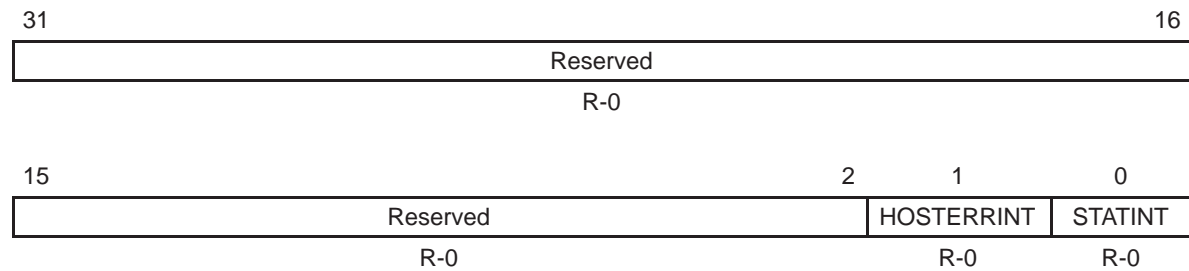 31 16
Reserved
R-0
15 2 1 0
Reserved HOSTERRINT STATINT
R-0 R-0 R-0